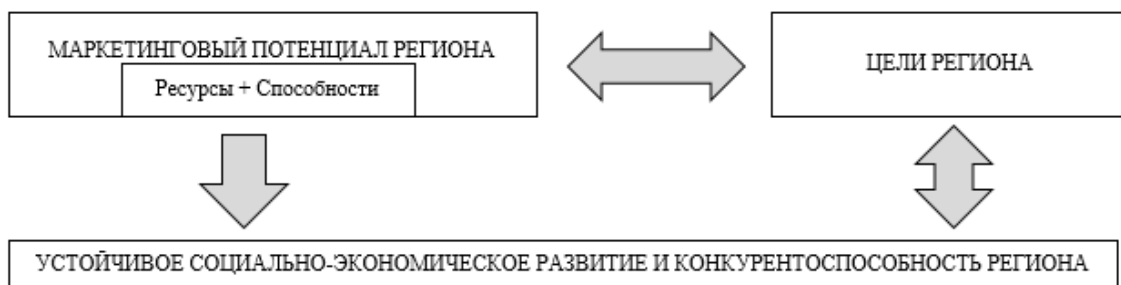 МАРКЕТИНГОВЫЙ ПОТЕНЦИАЛ РЕГИОНА
Ресурсы + Способности
ЦЕЛИ РЕГИОНА
УСТОЙЧИВОЕ СОЦИАЛЬНО-ЭКОНОМИЧЕСКОЕ РАЗВИТИЕ И КОНКУРЕНТОСПОСОБНОСТЬ РЕГИОНА